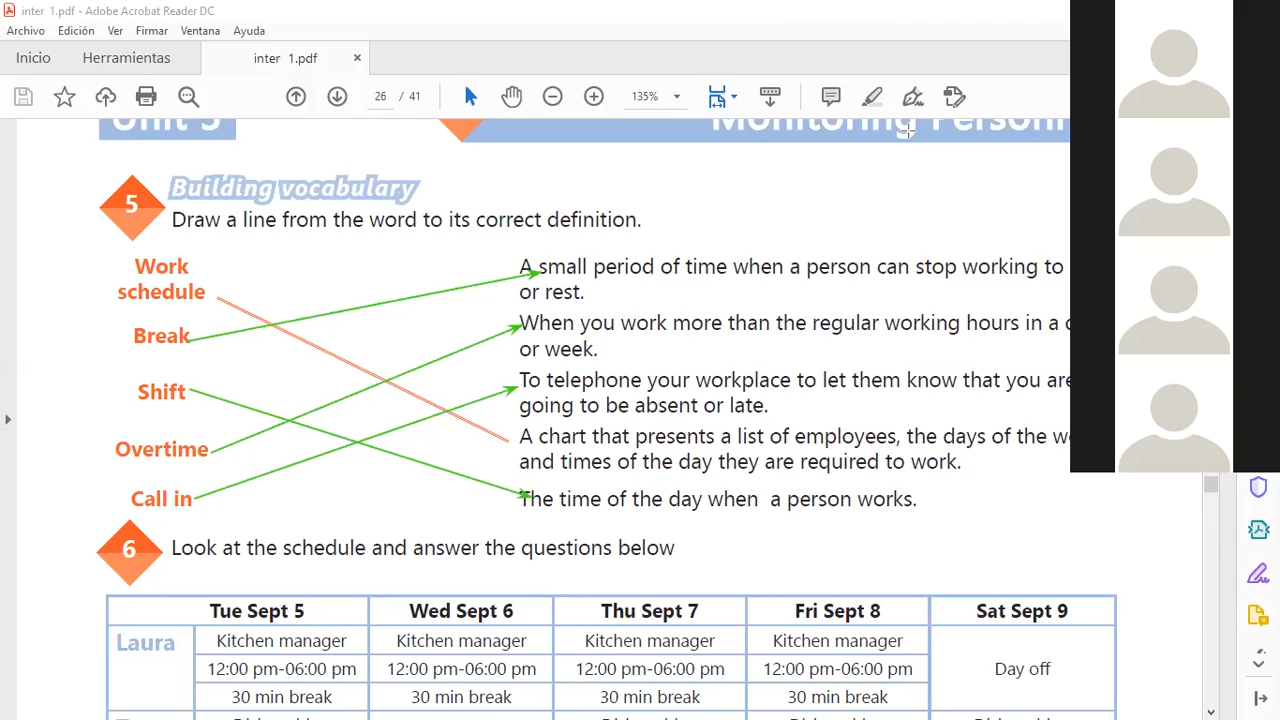 inter 1.pdf - Adobe Acrobat Reader DC
Archivo Edición Ver Firmar Ventana Ayuda
Inicio Herramientas inter 1.pdf ×
26 / 41 135%
Unit 5 Monitoring
5 Building vocabulary
Draw a line from the word to its correct definition.
Work
schedule
Break
Shift
Overtime
Call in
A small period of time when a person can stop working to
or rest.
When you work more than the regular working hours in a
or week.
To telephone your workplace to let them know that you are
going to be absent or late.
A chart that presents a list of employees, the days of the
and times of the day they are required to work.
The time of the day when a person works.
6 Look at the schedule and answer the questions below
Tue Sept 5 Wed Sept 6 Thu Sept 7 Fri Sept 8 Sat Sept 9
Laura Kitchen manager Kitchen manager Kitchen manager Kitchen manager
12:00 pm-06:00 pm 12:00 pm-06:00 pm 12:00 pm-06:00 pm 12:00 pm-06:00 pm Day off
30 min break 30 min break 30 min break 30 min break